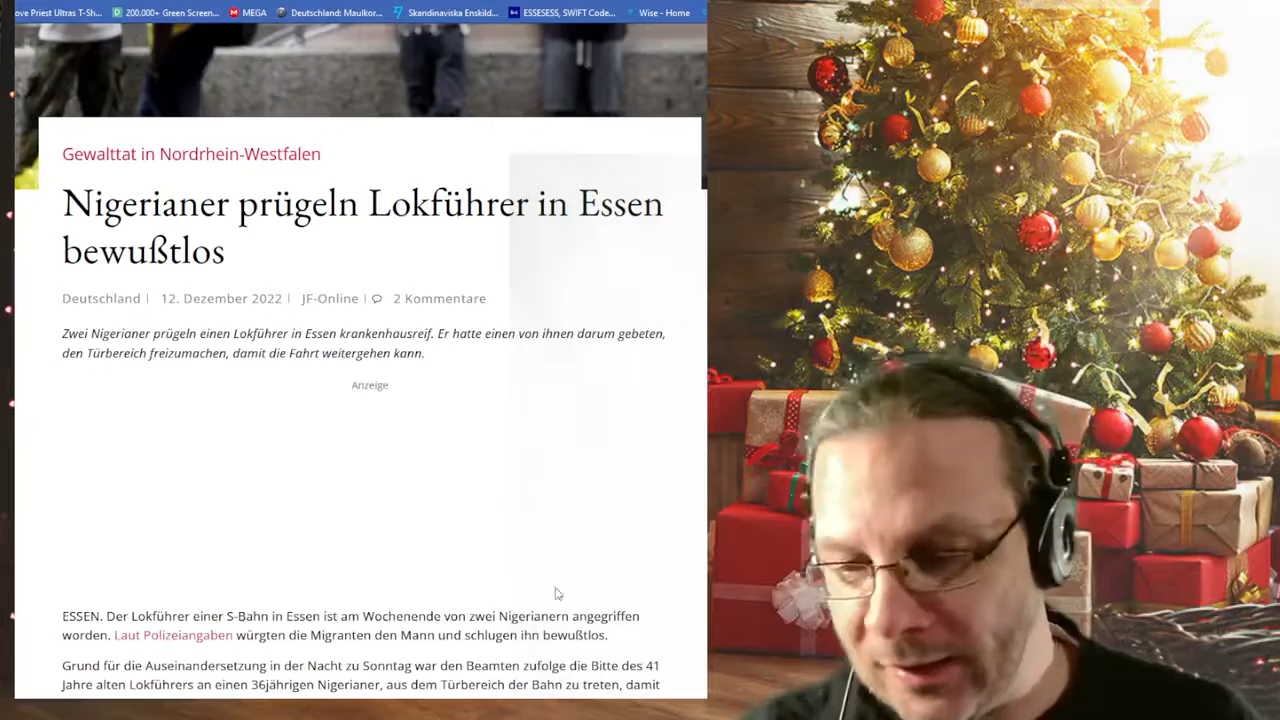 ove Priest Ultras T-Sh...
200.000+ Green Screen...
MEGA
Deutschland: Maulkor...
Skandinaviska Enskild...
ESSESESS, SWIFT Code...
Wise - Home
Gewalttat in Nordrhein-Westfalen
Nigerianer prügeln Lokführer in Essen
bewußtlos
Deutschland | 12. Dezember 2022 | JF-Online | 2 Kommentare
Zwei Nigerianer prügeln einen Lokführer in Essen krankenhausreif. Er hatte einen von ihnen darum gebeten,
den Türbereich freizumachen, damit die Fahrt weitergehen kann.
Anzeige
ESSEN. Der Lokführer einer S-Bahn in Essen ist am Wochenende von zwei Nigerianern angegriffen
worden. Laut Polizeiangaben würgten die Migranten den Mann und schlugen ihn bewußtlos.
Grund für die Auseinandersetzung in der Nacht zu Sonntag war den Beamten zufolge die Bitte des 41
Jahre alten Lokführers an einen 36jährigen Nigerianer, aus dem Türbereich der Bahn zu treten, damit